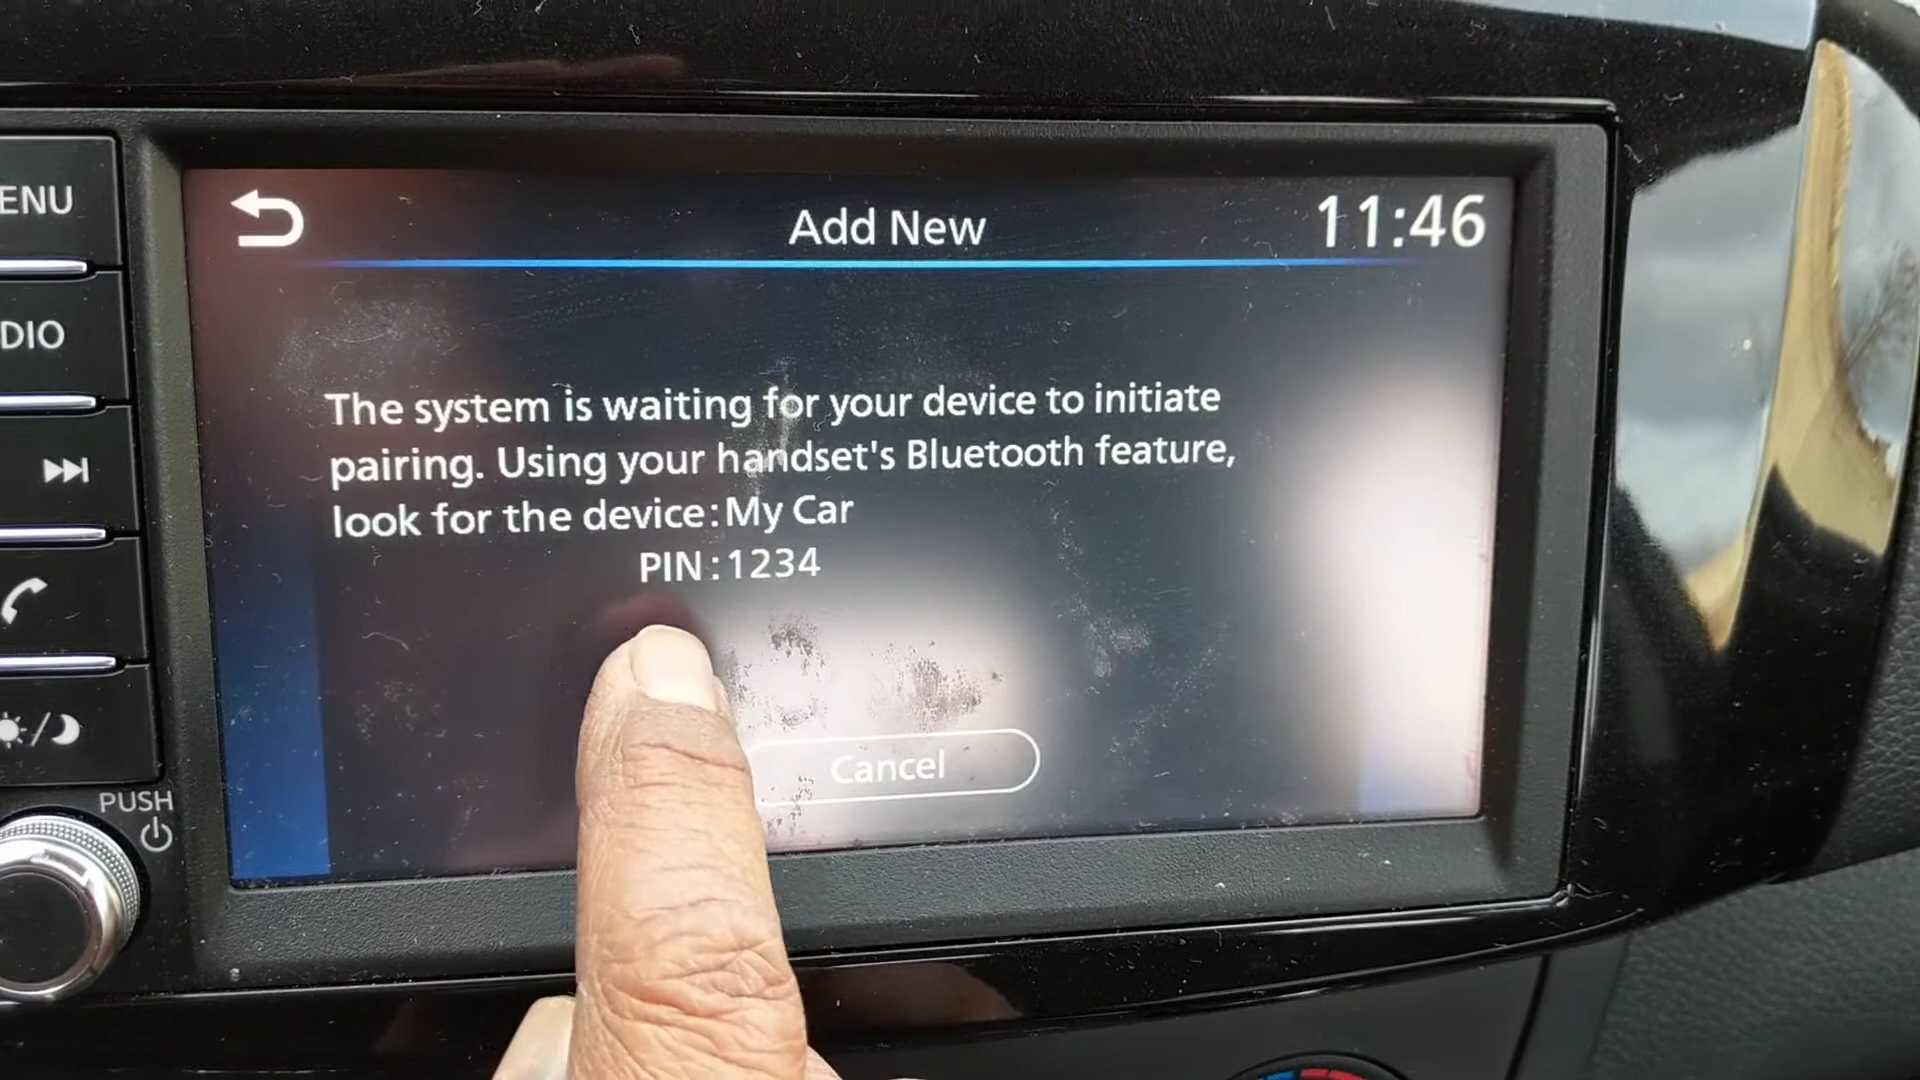 ENU
DIO
PUSH
Add New
11:46
The system is waiting for your device to initiate
pairing. Using your handset's Bluetooth feature,
look for the device:My Car
PIN:1234
Cancel